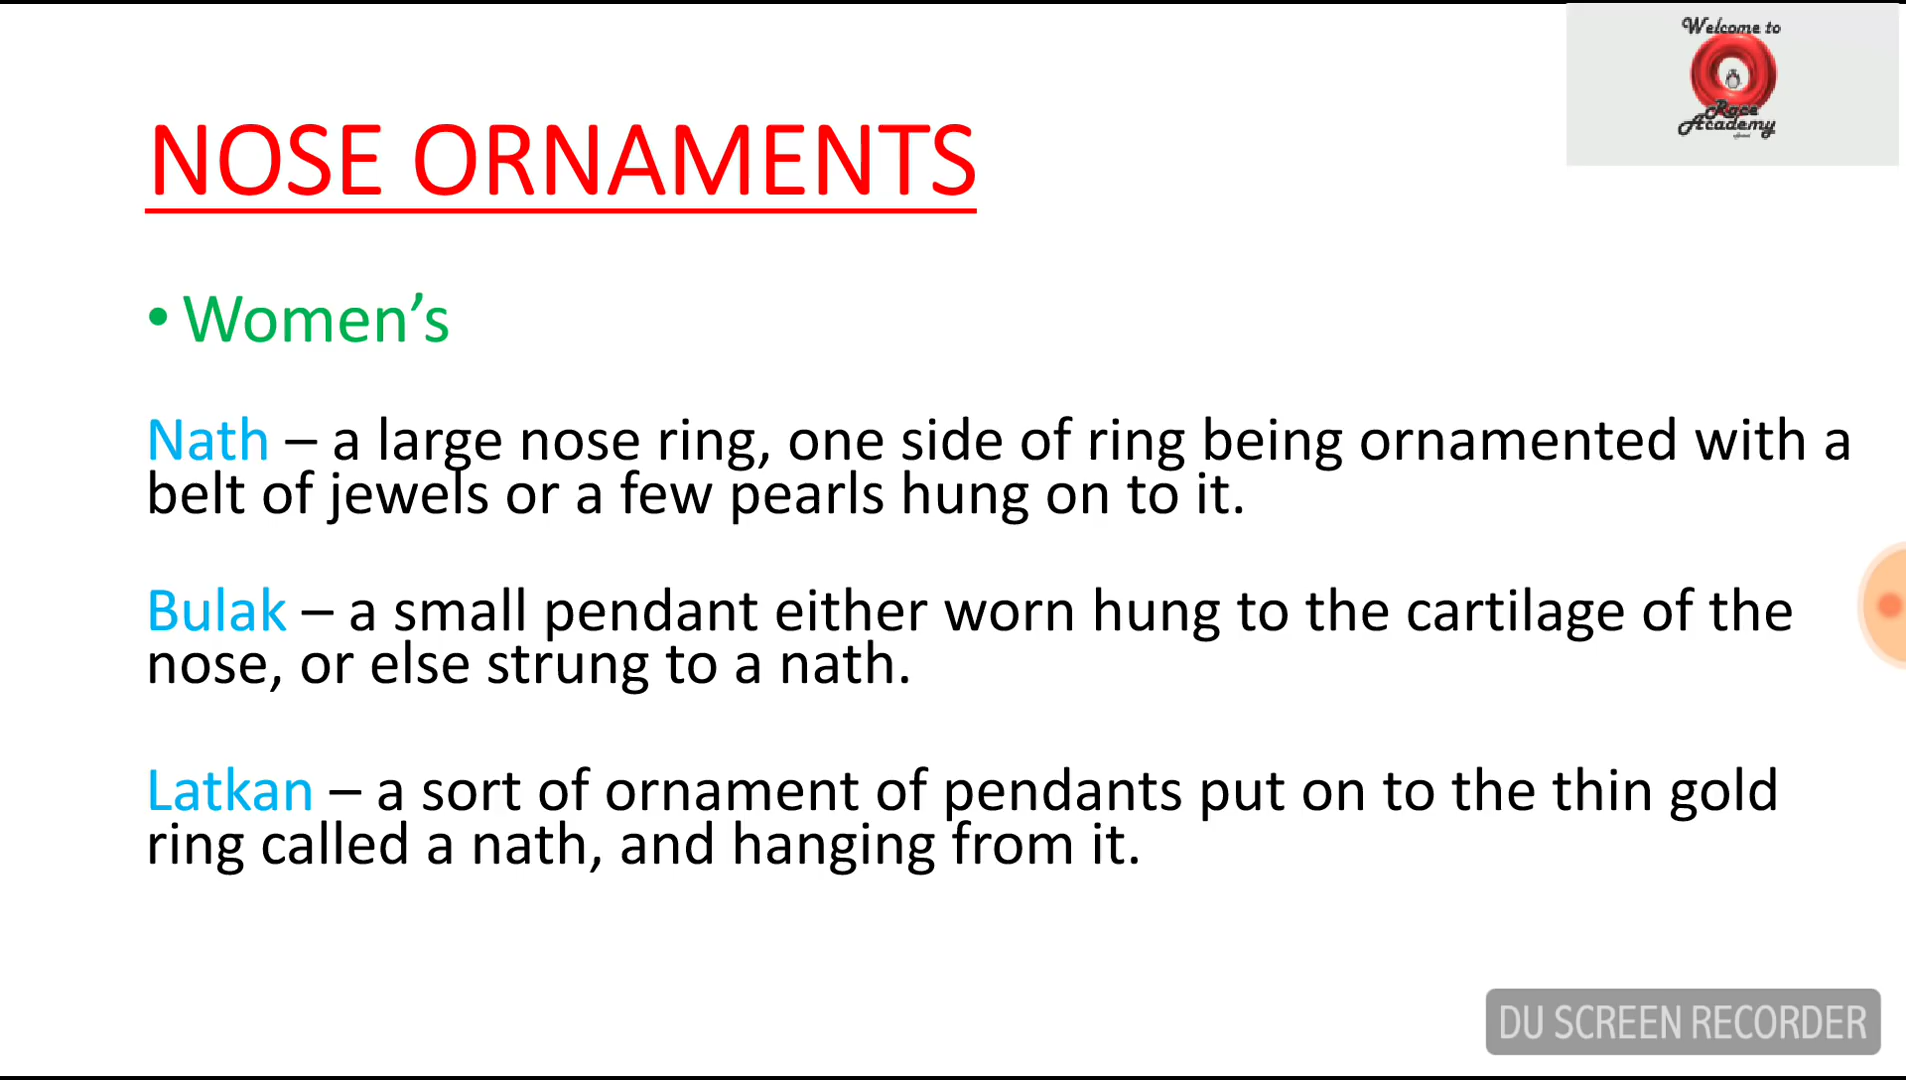 Welcome to
Race
Academy
NOSE ORNAMENTS
• Women’s
Nath – a large nose ring, one side of ring being ornamented with a
belt of jewels or a few pearls hung on to it.
Bulak – a small pendant either worn hung to the cartilage of the
nose, or else strung to a nath.
Latkan – a sort of ornament of pendants put on to the thin gold
ring called a nath, and hanging from it.
DU SCREEN RECORDER